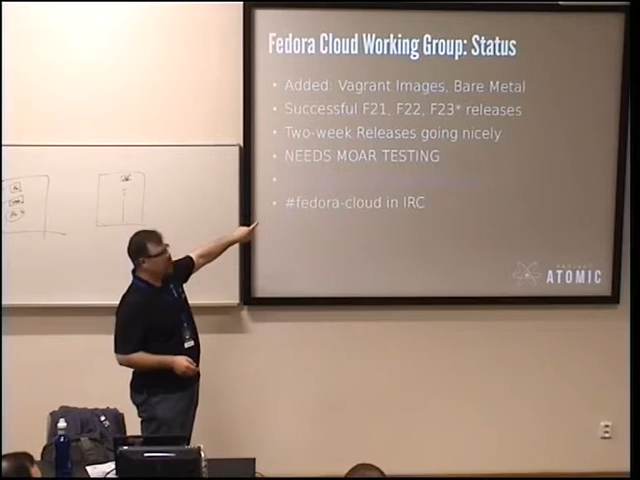 Fedora Cloud Working Group: Status
• Added: Vagrant Images, Bare Metal
• Successful F21, F22, F23* releases
• Two-week Releases going nicely
• NEEDS MOAR TESTING
•
• #fedora-cloud in IRC
PROJECT
ATOMIC